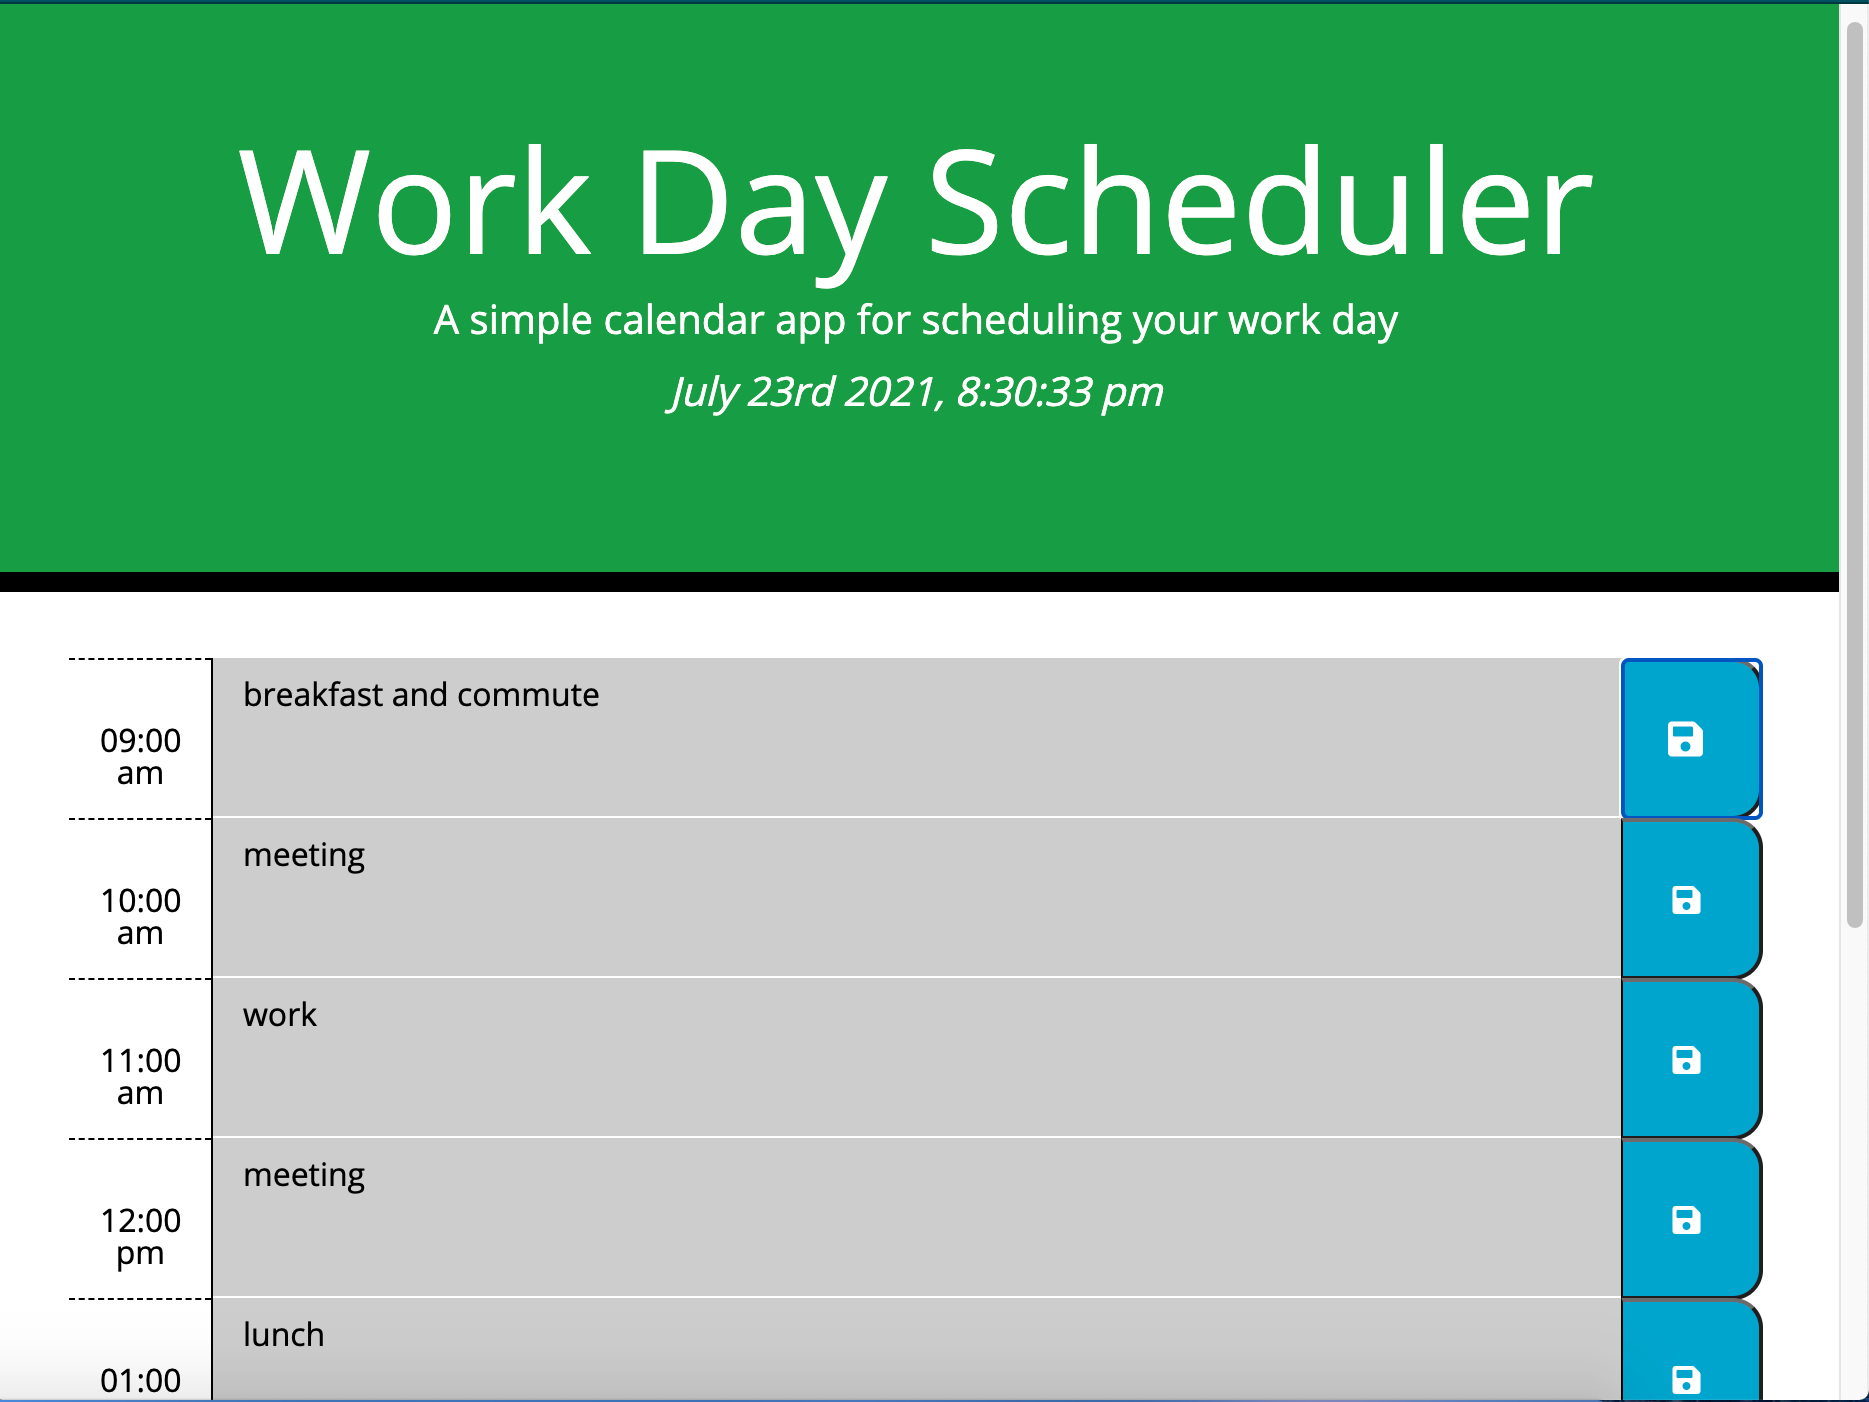 Work Day Scheduler
A simple calendar app for scheduling your work day
July 23rd 2021, 8:30:33 pm
breakfast and commute
09:00
am
meeting
10:00
am
work
11:00
am
meeting
12:00
pm
lunch
01:00